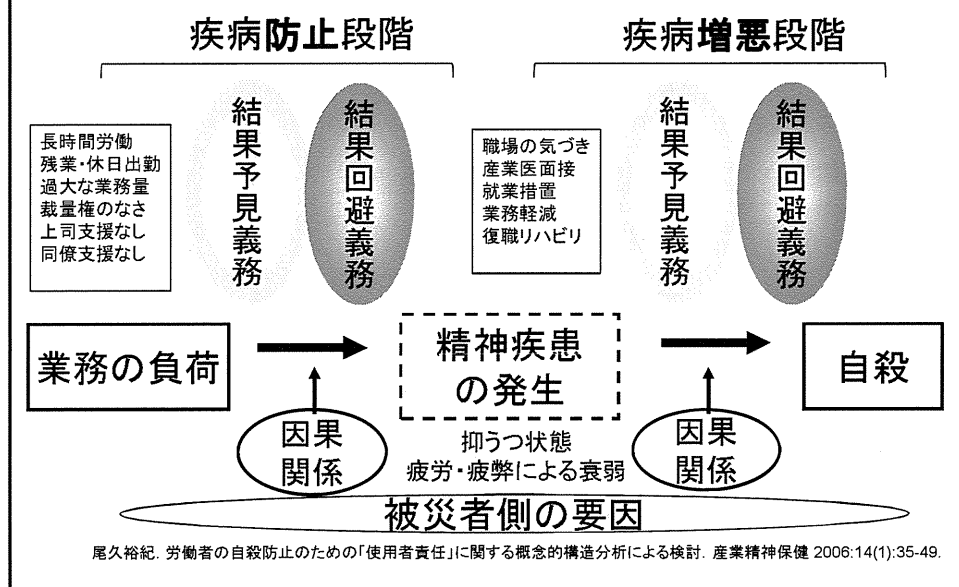 疾病防止段階
疾病増悪段階
長時間労働
残業・休日出勤
過大な業務量
裁量権のなさ
上司支援なし
同僚支援なし
結果予見義務
結果回避義務
職場の気づき
産業医面接
就業措置
業務軽減
復職リハビリ
結果予見義務
結果回避義務
業務の負荷
精神疾患
の発生
自殺
因果
関係
抑うつ状態
疲労・疲弊による衰弱
因果
関係
被災者側の要因
尾久裕紀. 労働者の自殺防止のための「使用者責任」に関する概念的構造分析による検討. 産業精神保健 2006:14(1):35-49.